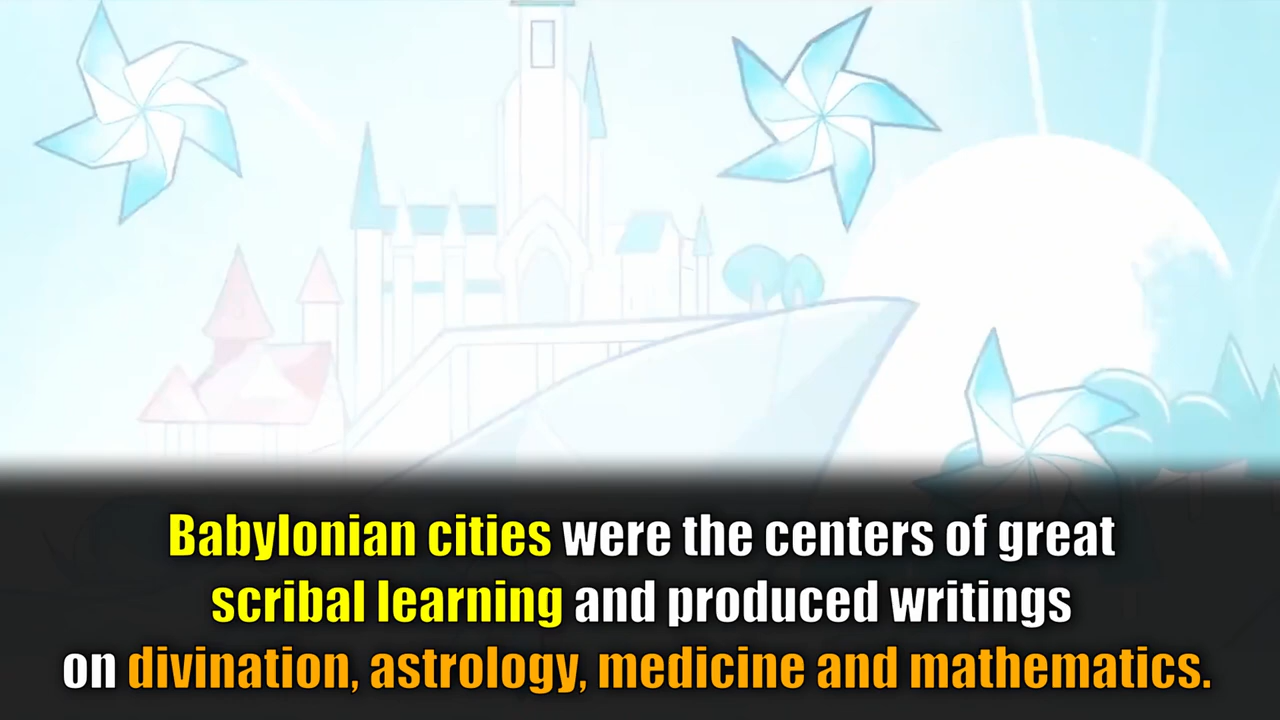 Babylonian cities were the centers of great
scribal learning and produced writings
on divination, astrology, medicine and mathematics.